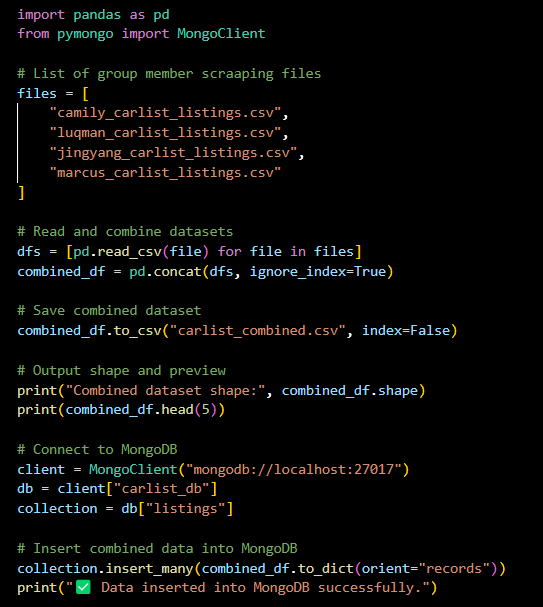 import pandas as pd
from pymongo import MongoClient
# List of group member scraaping files
files = [
"camily_carlist_listings.csv",
"luqman_carlist_listings.csv",
"jingyang_carlist_listings.csv",
"marcus_carlist_listings.csv"
]
# Read and combine datasets
dfs = [pd.read_csv(file) for file in files]
combined_df = pd.concat(dfs, ignore_index=True)
# Save combined dataset
combined_df.to_csv("carlist_combined.csv", index=False)
# Output shape and preview
print("Combined dataset shape:", combined_df.shape)
print(combined_df.head(5))
# Connect to MongoDB
client = MongoClient("mongodb://localhost:27017")
db = client["carlist_db"]
collection = db["listings"]
# Insert combined data into MongoDB
collection.insert_many(combined_df.to_dict(orient="records"))
print("✅ Data inserted into MongoDB successfully.")